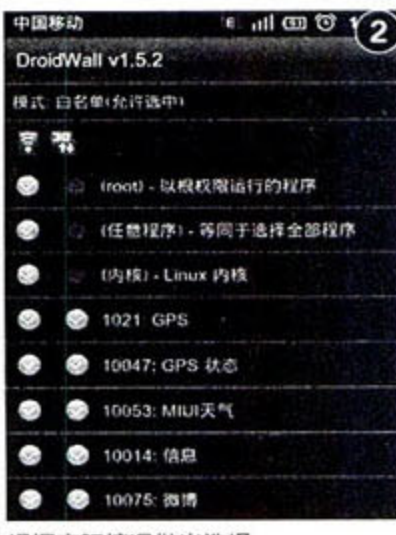 中国移动
2
DroidWall v1.5.2
模式: 白名单(允许选中)
(root) - 以根权限运行的程序
(任意程序) - 等同于选择全部程序
(内核) - Linux 内核
1021: GPS
10047: GPS 状态
10053: MIUI天气
10014: 信息
10075: 微博